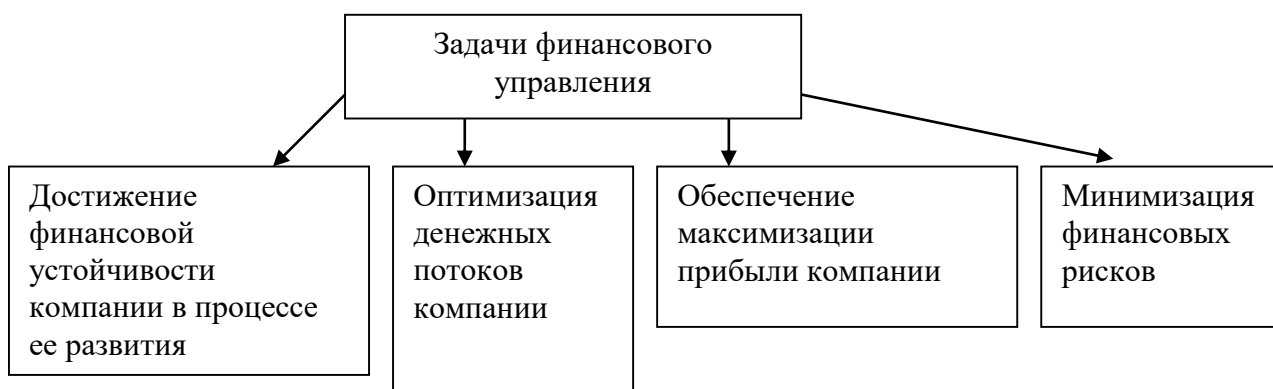 Задачи финансового
управления
Достижение
финансовой
устойчивости
компании в процессе
ее развития
Оптимизация
денежных
потоков
компании
Обеспечение
максимизации
прибыли компании
Минимизация
финансовых
рисков